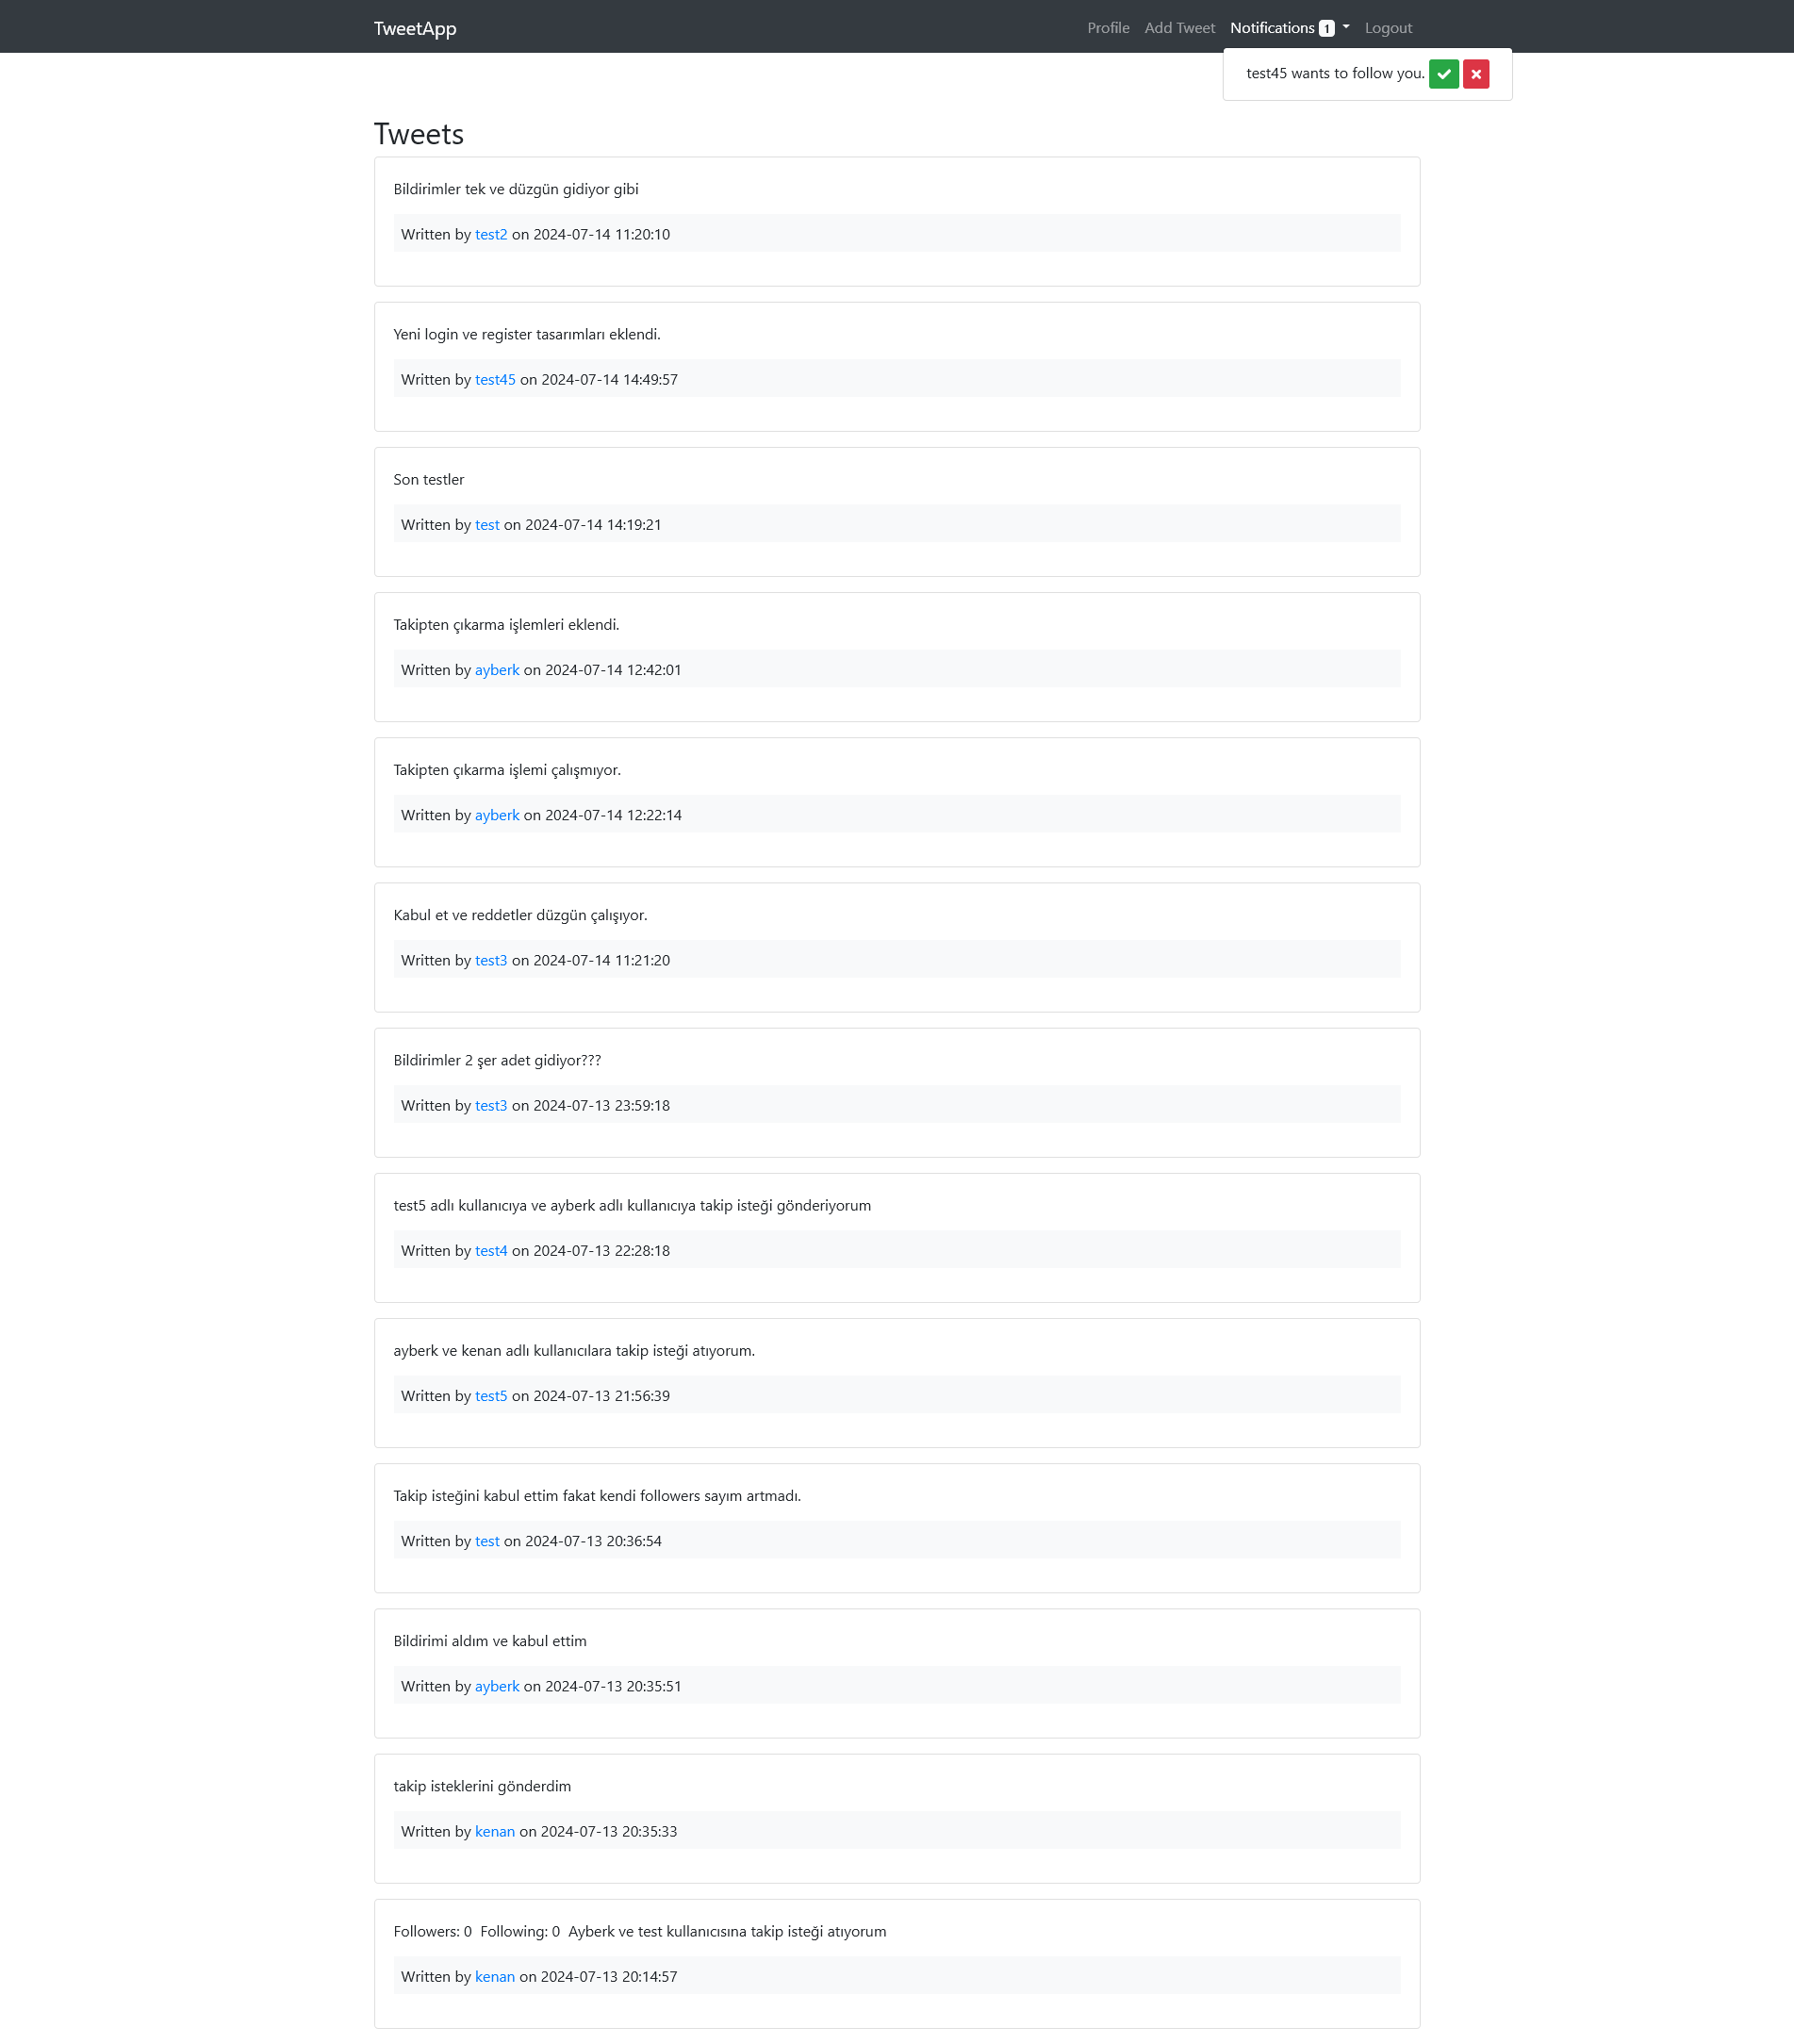 TweetApp
Profile Add Tweet Notifications 1 Logout
test45 wants to follow you.
Tweets
Bildirimler tek ve düzgün gidiyor gibi
Written by test2 on 2024-07-14 11:20:10
Yeni login ve register tasarımları eklendi.
Written by test45 on 2024-07-14 14:49:57
Son testler
Written by test on 2024-07-14 14:19:21
Takipten çıkarma işlemleri eklendi.
Written by ayberk on 2024-07-14 12:42:01
Takipten çıkarma işlemi çalışmıyor.
Written by ayberk on 2024-07-14 12:22:14
Kabul et ve reddetler düzgün çalışıyor.
Written by test3 on 2024-07-14 11:21:20
Bildirimler 2 şer adet gidiyor???
Written by test3 on 2024-07-13 23:59:18
test5 adlı kullanıcıya ve ayberk adlı kullanıcıya takip isteği gönderiyorum
Written by test4 on 2024-07-13 22:28:18
ayberk ve kenan adlı kullanıcılara takip isteği atıyorum.
Written by test5 on 2024-07-13 21:56:39
Takip isteğini kabul ettim fakat kendi followers sayım artmadı.
Written by test on 2024-07-13 20:36:54
Bildirimi aldım ve kabul ettim
Written by ayberk on 2024-07-13 20:35:51
takip isteklerini gönderdim
Written by kenan on 2024-07-13 20:35:33
Followers: 0 Following: 0 Ayberk ve test kullanıcısına takip isteği atıyorum
Written by kenan on 2024-07-13 20:14:57